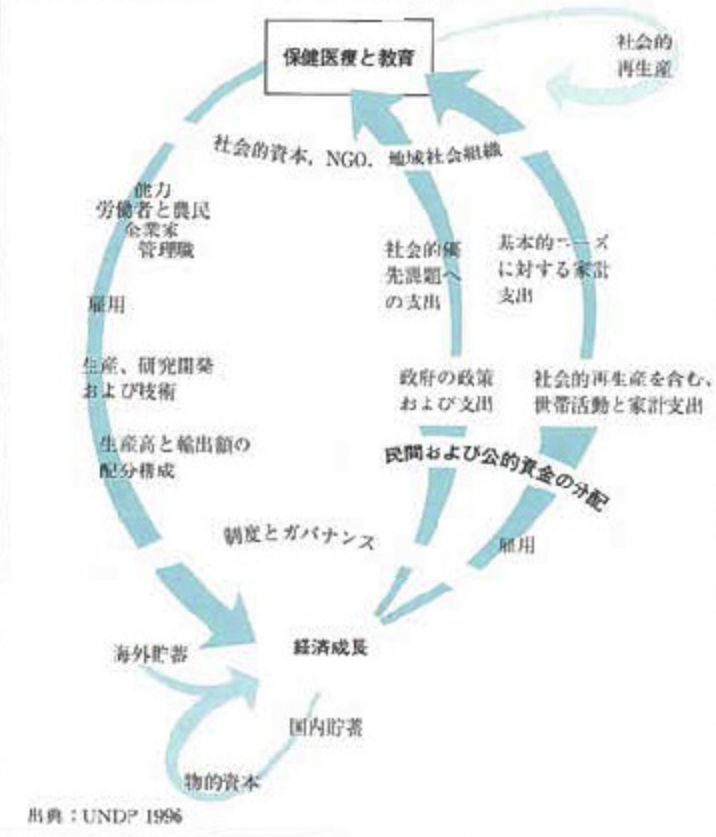 保健医療と教育
社会的
再生産
社会的資本，NGO，地域社会組織
能力
労働者と農民
企業家
管理職
雇用
生産、研究開発
および技術
生産高と輸出額の
配分構成
社会的優
先課題へ
の支出
基本的ニーズ
に対する家計
支出
政府の政策
および支出
社会的再生産を含む、
世帯活動と家計支出
民間および公的資金の分配
制度とガバナンス
雇用
経済成長
海外貯蓄
国内貯蓄
物的資本
出典：UNDP 1996